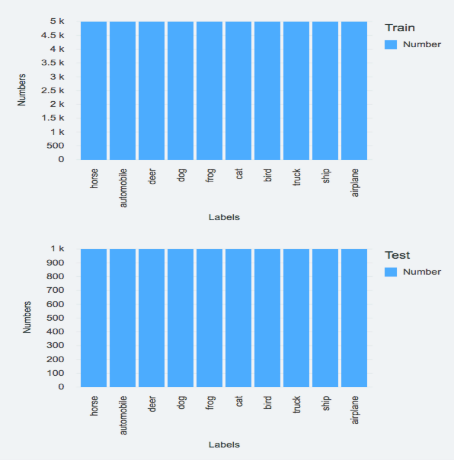 Train
Number
Numbers
5 k
4.5 k
4 k
3.5 k
3 k
2.5 k
2 k
1.5 k
1 k
500
0
horse
automobile
deer
dog
frog
cat
bird
truck
ship
airplane
Labels
Test
Number
Numbers
1 k
900
800
700
600
500
400
300
200
100
0
horse
automobile
deer
dog
frog
cat
bird
truck
ship
airplane
Labels